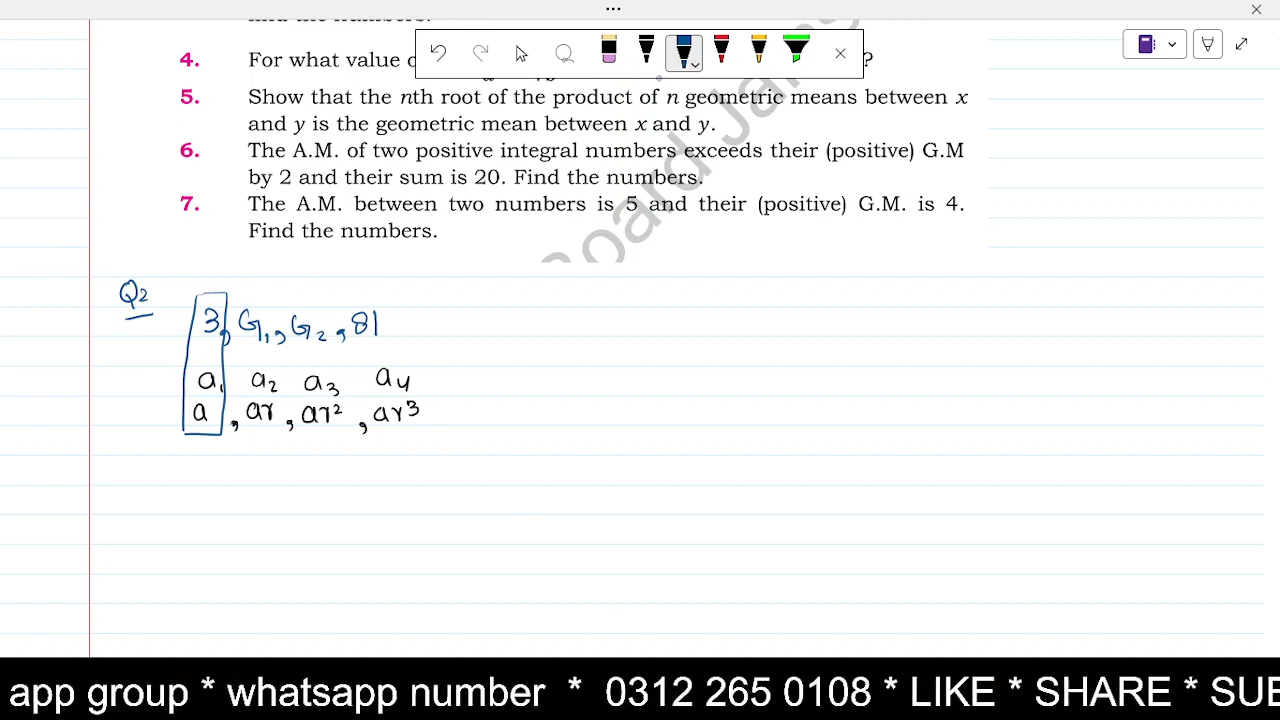 4. For what value o ?
5. Show that the nth root of the product of n geometric means between x
and y is the geometric mean between x and y.
6. The A.M. of two positive integral numbers exceeds their (positive) G.M
by 2 and their sum is 20. Find the numbers.
7. The A.M. between two numbers is 5 and their (positive) G.M. is 4.
Find the numbers.
Board Jam
Q2
3, G₁, G₂, 81
a₁ a₂ a₃ a₄
a, ar, ar², ar³
app group * whatsapp number * 0312 265 0108 * LIKE * SHARE * SUB